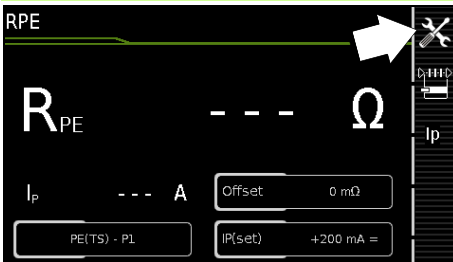 RPE
RPE --- Ω
Ip
IP --- A
Offset 0 mΩ
PE(TS) - P1
IP(set) +200 mA =